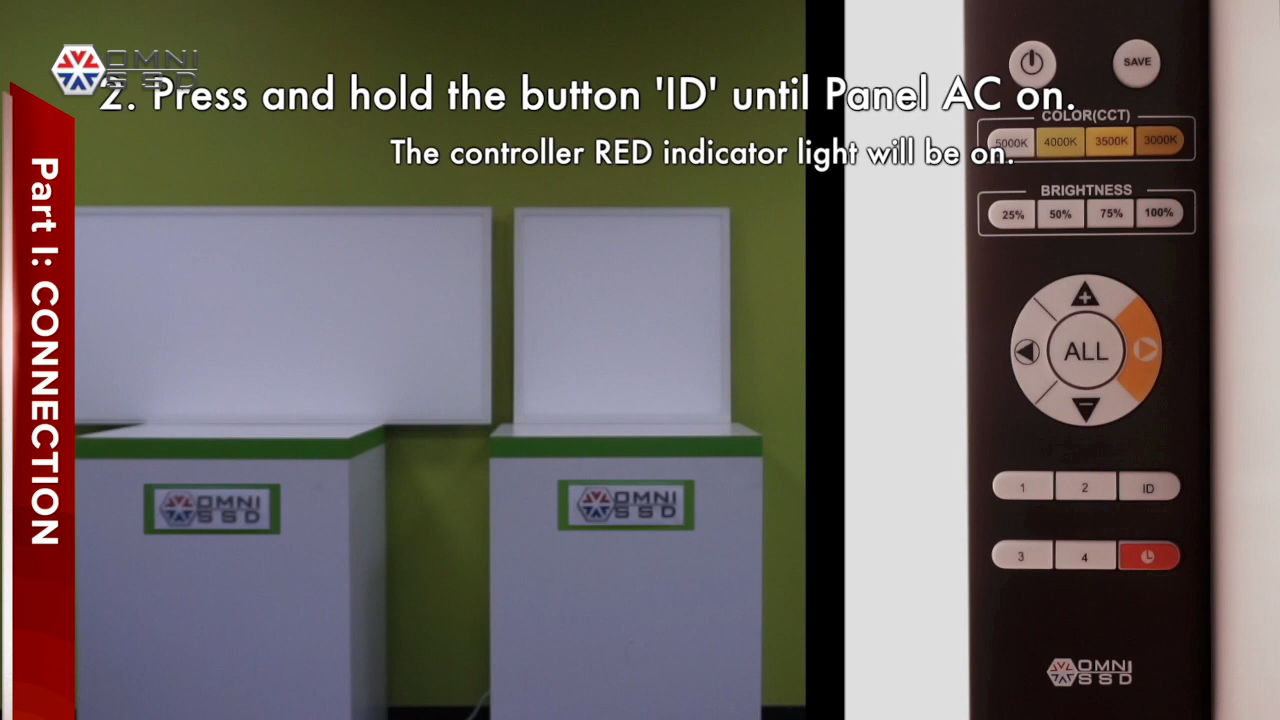 OMNI
SSD
2. Press and hold the button 'ID' until Panel AC on.
The controller RED indicator light will be on.
Part I: CONNECTION
OMNI
SSD
OMNI
SSD
SAVE
COLOR(CCT)
5000K 4000K 3500K 3000K
BRIGHTNESS
25% 50% 75% 100%
+
ALL
−
1 2 ID
3 4
OMNI
SSD